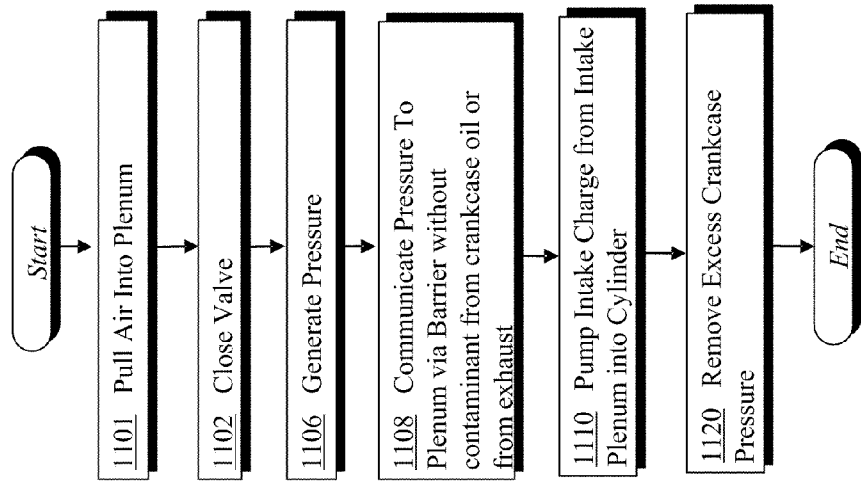 Start
1101 Pull Air Into Plenum
1102 Close Valve
1106 Generate Pressure
1108 Communicate Pressure To
Plenum via Barrier without
contaminant from crankcase oil or
from exhaust
1110 Pump Intake Charge from Intake
Plenum into Cylinder
1120 Remove Excess Crankcase
Pressure
End